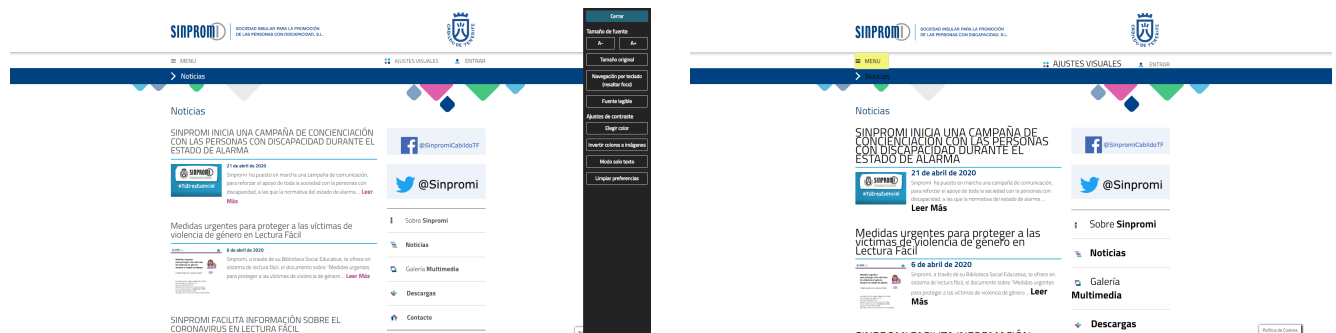 SINPROMI
SOCIEDAD INSULAR PARA LA PROMOCIÓN
DE LAS PERSONAS CON DISCAPACIDAD, S.L.
CABILDO DE TENERIFE
MENU
AJUSTES VISUALES
ENTRAR
Noticias
Noticias
SINPROMI INICIA UNA CAMPAÑA DE CONCIENCIACIÓN
CON LAS PERSONAS CON DISCAPACIDAD DURANTE EL
ESTADO DE ALARMA
SINPROMI
#TúEresEsencial
21 de abril de 2020
Sinpromi ha puesto en marcha una campaña de comunicación,
para reforzar el apoyo de toda la sociedad con la personas con
discapacidad, a las que la normativa del estado de alarma ... Leer
Más
Medidas urgentes para proteger a las víctimas de
violencia de género en Lectura Fácil
6 de abril de 2020
Sinpromi, a través de su Biblioteca Social Educativa, te ofrece en
sistema de lectura fácil, el documento sobre "Medidas urgentes
para proteger a las víctimas de violencia de género ... Leer Más
SINPROMI FACILITA INFORMACIÓN SOBRE EL
CORONAVIRUS EN LECTURA FÁCIL
@SinpromiCabildoTF
@Sinpromi
Sobre Sinpromi
Noticias
Galería Multimedia
Descargas
Contacto
Cerrar
Tamaño de fuente
A-
A+
Tamaño original
Navegación por teclado
(resaltar foco)
Fuente legible
Ajustes de contraste
Elegir color
Invertir colores e imágenes
Modo solo texto
Limpiar preferencias
SINPROMI
SOCIEDAD INSULAR PARA LA PROMOCIÓN
DE LAS PERSONAS CON DISCAPACIDAD, S.L.
CABILDO DE TENERIFE
MENU
AJUSTES VISUALES
ENTRAR
Noticias
Noticias
SINPROMI INICIA UNA CAMPAÑA DE
CONCIENCIACIÓN CON LAS PERSONAS
CON DISCAPACIDAD DURANTE EL
ESTADO DE ALARMA
SINPROMI
#TúEresEsencial
21 de abril de 2020
Sinpromi ha puesto en marcha una campaña de comunicación,
para reforzar el apoyo de toda la sociedad con la personas con
discapacidad, a las que la normativa del estado de alarma ...
Leer Más
Medidas urgentes para proteger a las
víctimas de violencia de género en
Lectura Fácil
6 de abril de 2020
Sinpromi, a través de su Biblioteca Social Educativa, te ofrece en
sistema de lectura fácil, el documento sobre "Medidas urgentes
para proteger a las víctimas de violencia de género ... Leer
Más
@SinpromiCabildoTF
@Sinpromi
Sobre Sinpromi
Noticias
Galería
Multimedia
Descargas
Política de Cookies